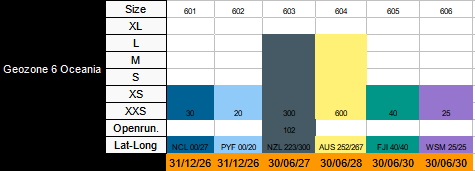 Size 601 602 603 604 605 606
XL
L
Geozone 6 Oceania
M
S
XS
XXS 30 20 300 600 40 25
Openrun. 102
Lat-Long NCL 00/27 PYF 00/20 NZL 223/300 AUS 252/267 FJI 40/40 WSM 25/25
31/12/26 31/12/26 30/06/27 30/06/28 30/06/30 30/06/30